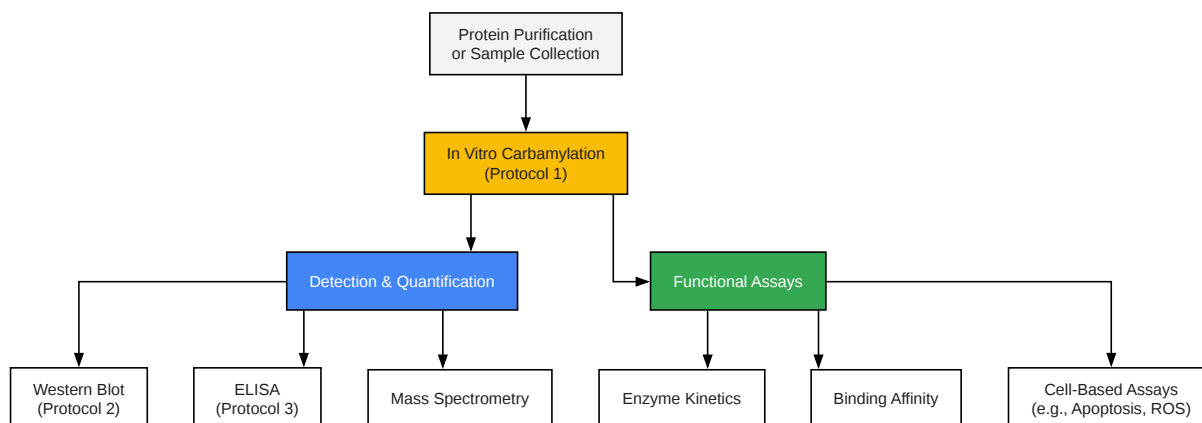 Protein Purification
or Sample Collection
In Vitro Carbamylation
(Protocol 1)
Detection & Quantification
Functional Assays
Western Blot
(Protocol 2)
ELISA
(Protocol 3)
Mass Spectrometry
Enzyme Kinetics
Binding Affinity
Cell-Based Assays
(e.g., Apoptosis, ROS)